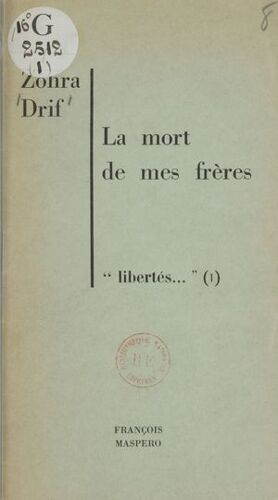 16° G
2512
(1)
8
Zohra
Drif
La mort
de mes frères
“ libertés... ” (1)
FRANÇOIS
MASPERO